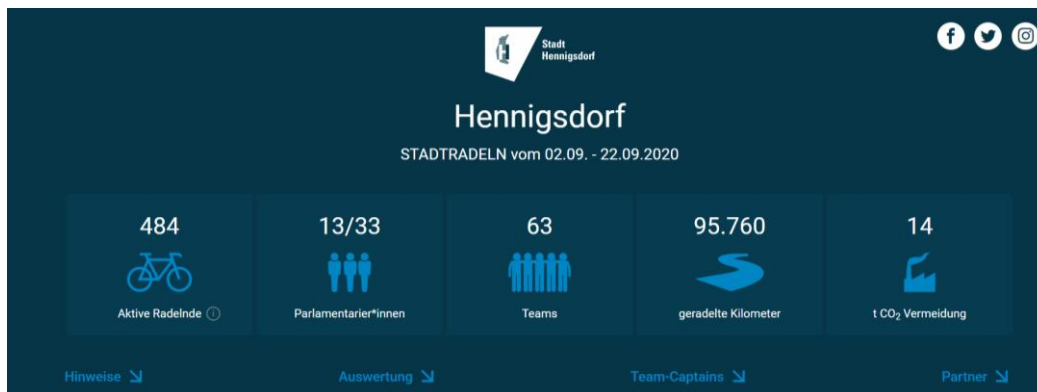 Stadt
Hennigsdorf
Hennigsdorf
STADTRADELN vom 02.09. - 22.09.2020
484
13/33
63
95.760
14
Aktive Radelnde
Parlamentarier*innen
Teams
geradelte Kilometer
t CO₂ Vermeidung
Hinweise
Auswertung
Team-Captains
Partner